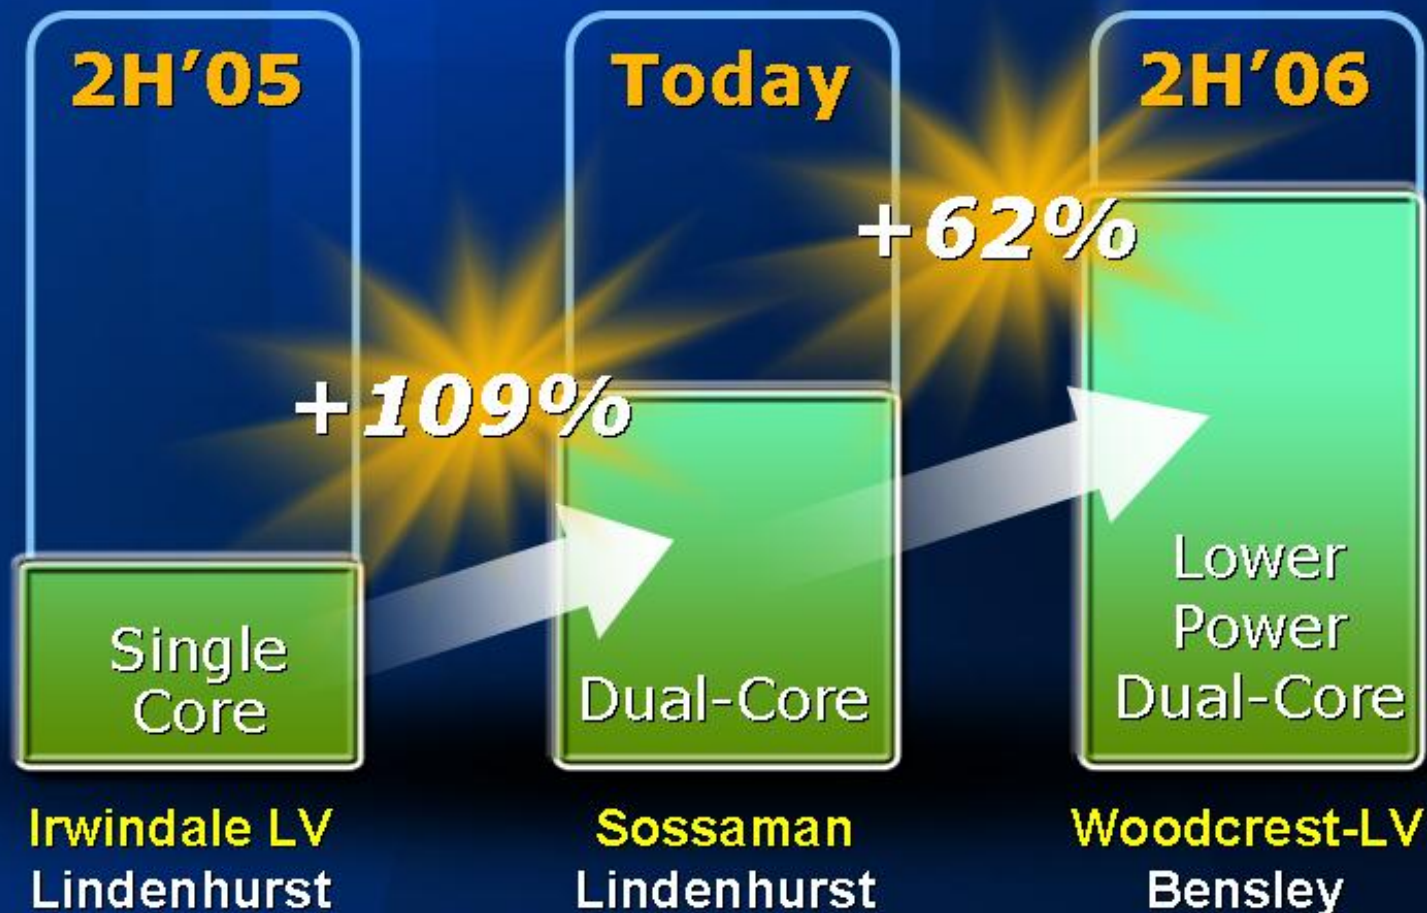 2H'05
Today
2H'06
+109%
+62%
Single
Core
Dual-Core
Lower
Power
Dual-Core
Irwindale LV
Lindenhurst
Sossaman
Lindenhurst
Woodcrest-LV
Bensley